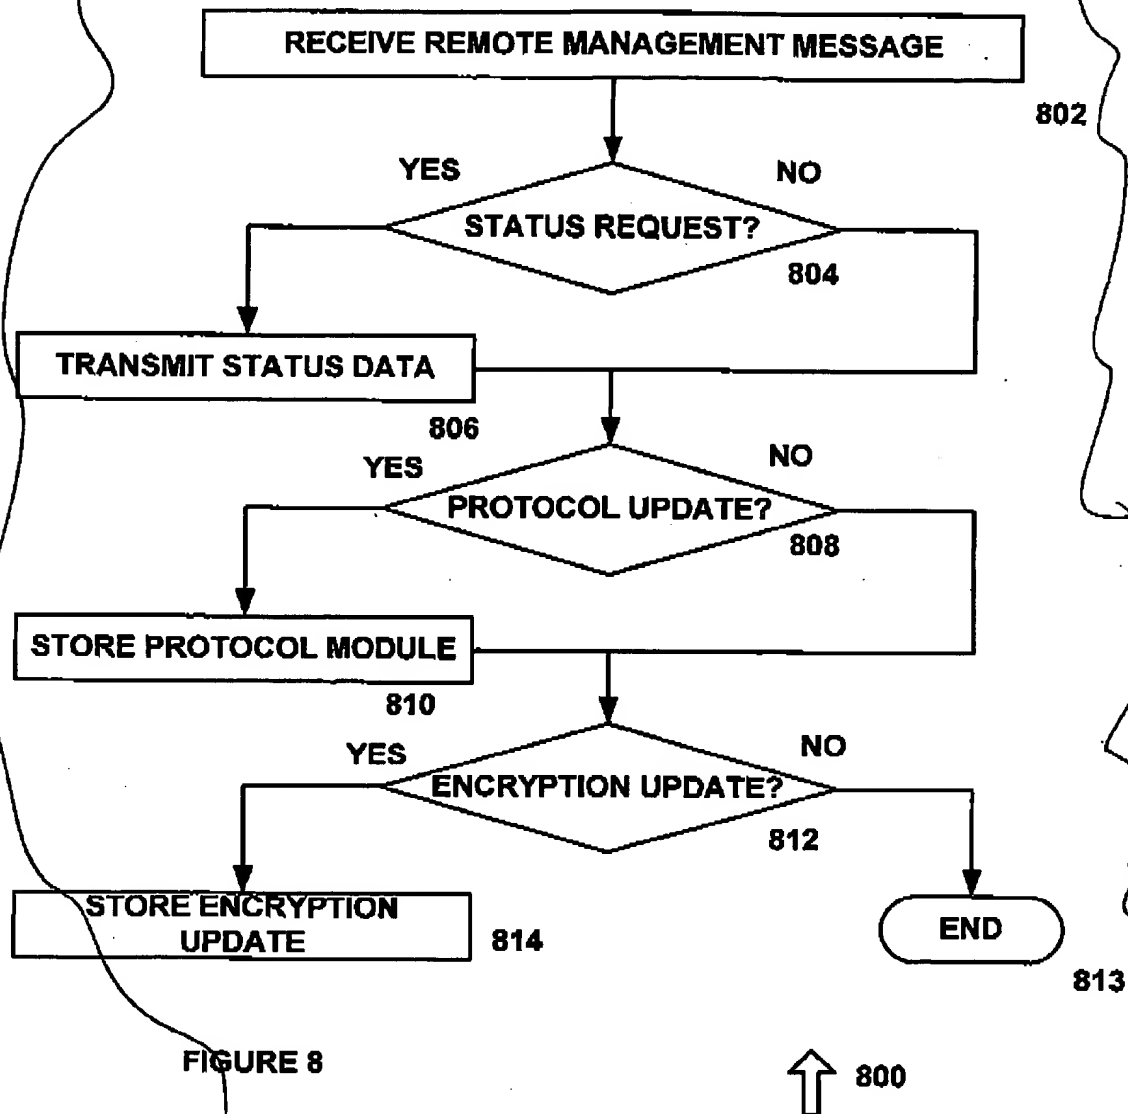 RECEIVE REMOTE MANAGEMENT MESSAGE
802
YES
NO
STATUS REQUEST?
804
TRANSMIT STATUS DATA
806
YES
NO
PROTOCOL UPDATE?
808
STORE PROTOCOL MODULE
810
YES
NO
ENCRYPTION UPDATE?
812
STORE ENCRYPTION
UPDATE
814
END
813
FIGURE 8
800